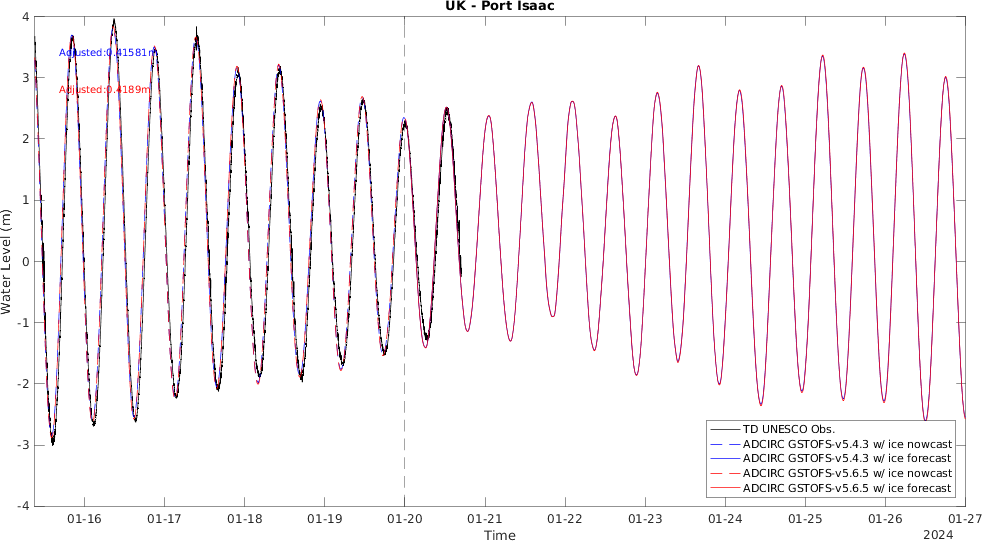 UK - Port Isaac
4
3
2
1
0
-1
-2
-3
-4
Water Level (m)
Adjusted:0.41581m
Adjusted:0.4189m
TD UNESCO Obs.
ADCIRC GSTOFS-v5.4.3 w/ ice nowcast
ADCIRC GSTOFS-v5.4.3 w/ ice forecast
ADCIRC GSTOFS-v5.6.5 w/ ice nowcast
ADCIRC GSTOFS-v5.6.5 w/ ice forecast
01-16 01-17 01-18 01-19 01-20 01-21 01-22 01-23 01-24 01-25 01-26 01-27
Time
2024